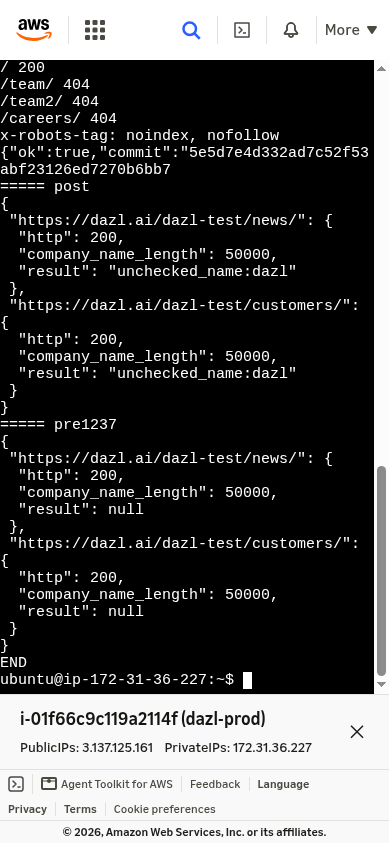 aws
More
/ 200
/team/ 404
/team2/ 404
/careers/ 404
x-robots-tag: noindex, nofollow
{"ok":true,"commit":"5e5d7e4d332ad7c52f53
abf23126ed7270b6bb7
===== post
{
 "https://dazl.ai/dazl-test/news/": {
  "http": 200,
  "company_name_length": 50000,
  "result": "unchecked_name:dazl"
 },
 "https://dazl.ai/dazl-test/customers/":
{
  "http": 200,
  "company_name_length": 50000,
  "result": "unchecked_name:dazl"
 }
}
===== pre1237
{
 "https://dazl.ai/dazl-test/news/": {
  "http": 200,
  "company_name_length": 50000,
  "result": null
 },
 "https://dazl.ai/dazl-test/customers/":
{
  "http": 200,
  "company_name_length": 50000,
  "result": null
 }
}
END
ubuntu@ip-172-31-36-227:~$
i-01f66c9c119a2114f (dazl-prod)
PublicIPs: 3.137.125.161 PrivateIPs: 172.31.36.227
Agent Toolkit for AWS Feedback Language
Privacy Terms Cookie preferences
© 2026, Amazon Web Services, Inc. or its affiliates.